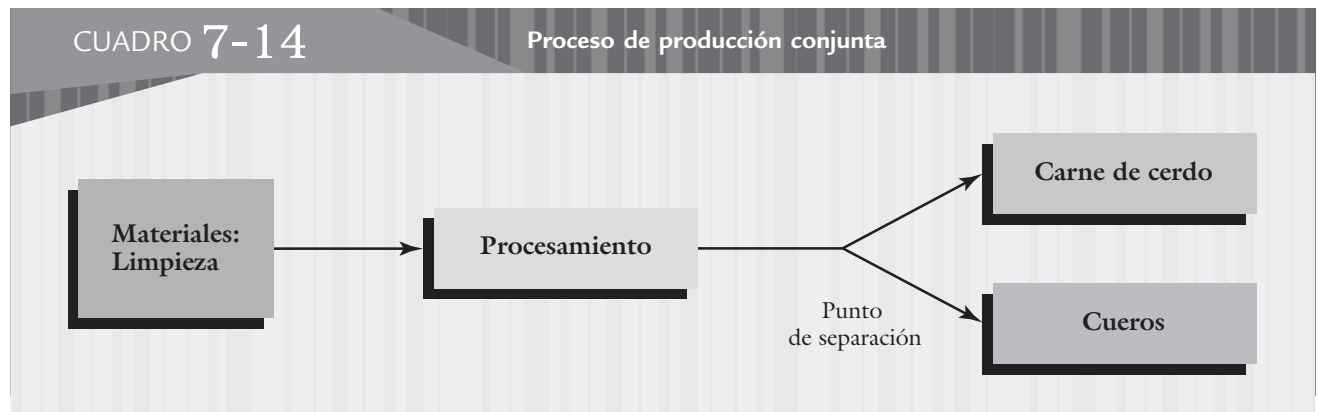 CUADRO 7-14
Proceso de producción conjunta
Materiales:
Limpieza
Procesamiento
Punto
de separación
Carne de cerdo
Cueros